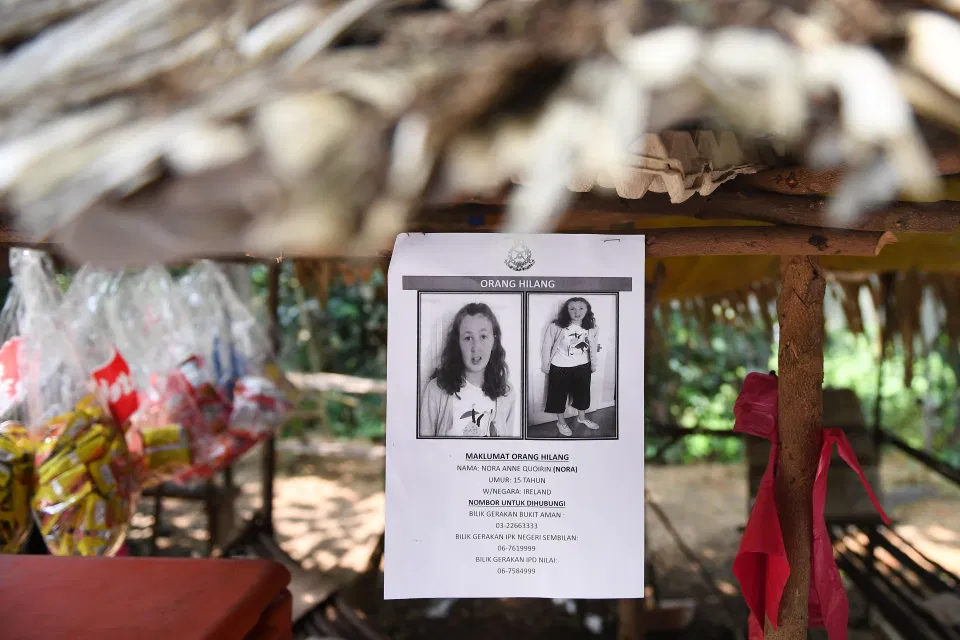 ORANG HILANG
MAKLUMAT ORANG HILANG
NAMA: NORA ANNE QUOIRIN (NORA)
UMUR: 15 TAHUN
W/NEGARA: IRELAND
NOMBOR UNTUK DIHUBUNGI
BILIK GERAKAN BUKIT AMAN :
03-22663333
BILIK GERAKAN IPK NEGERI SEMBILAN:
06-7619999
BILIK GERAKAN IPD NILAI:
06-7584999